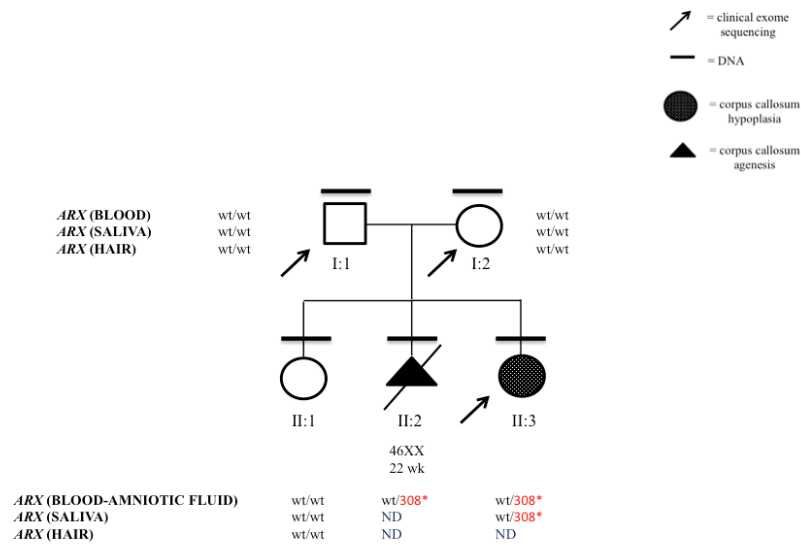 = clinical exome
sequencing
= DNA
= corpus callosum
hypoplasia
= corpus callosum
agenesis
ARX (BLOOD) wt/wt wt/wt
ARX (SALIVA) wt/wt wt/wt
ARX (HAIR) wt/wt wt/wt
I:1 I:2
II:1 II:2 II:3
46XX
22 wk
ARX (BLOOD-AMNIOTIC FLUID) wt/wt wt/308* wt/308*
ARX (SALIVA) wt/wt ND wt/308*
ARX (HAIR) wt/wt ND ND